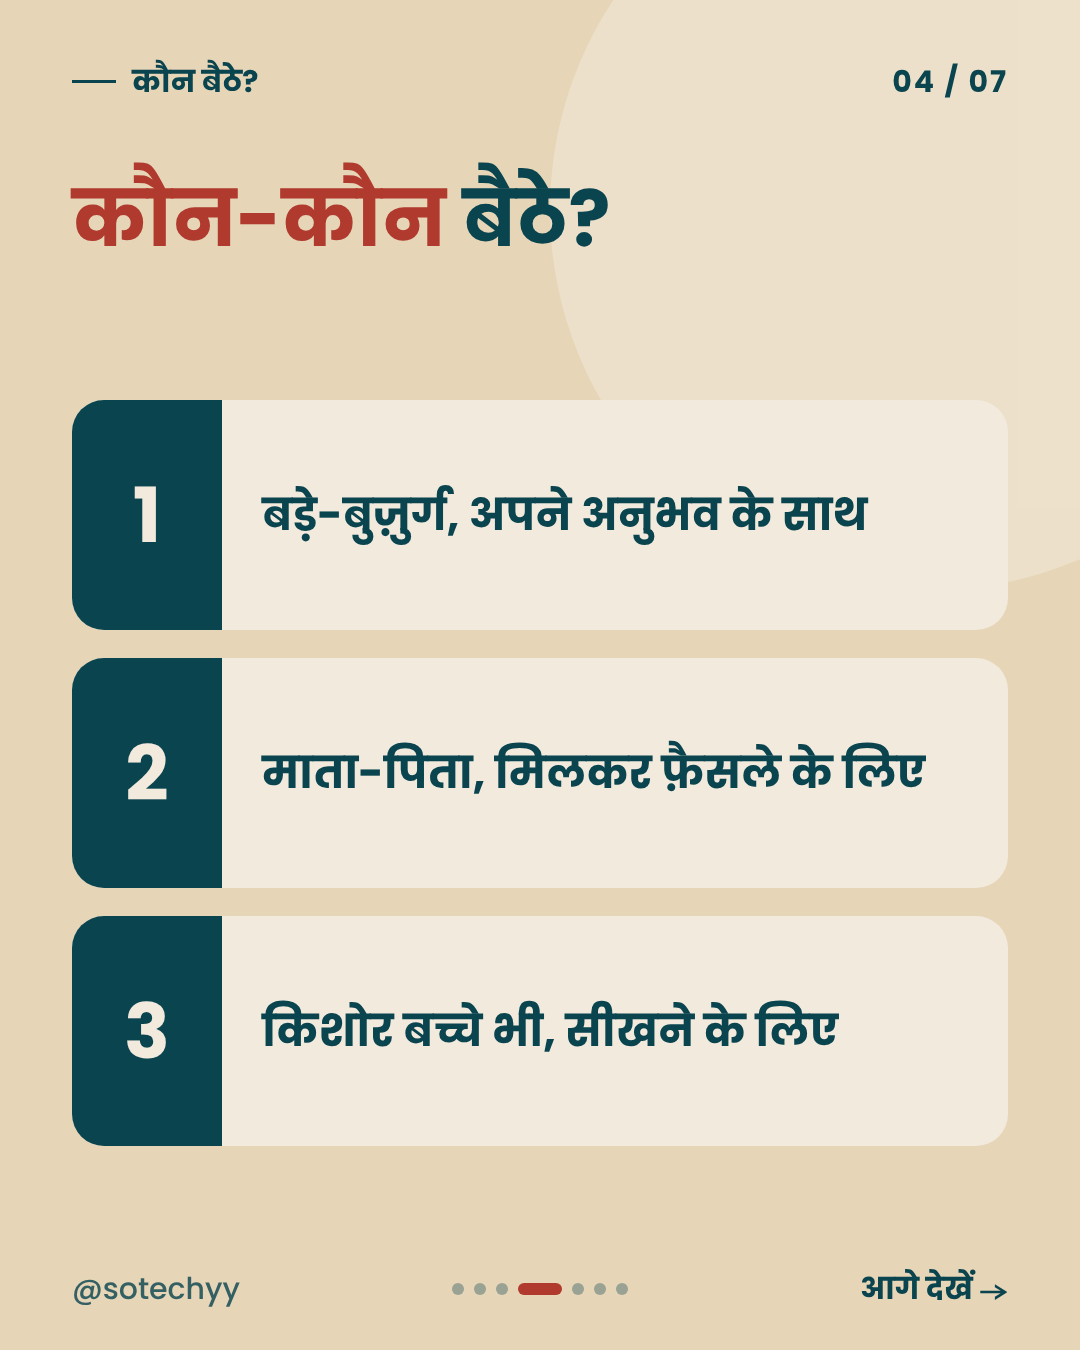 कौन बैठे?
04 / 07
कौन-कौन बैठे?
1
बड़े-बुज़ुर्ग, अपने अनुभव के साथ
2
माता-पिता, मिलकर फ़ैसले के लिए
3
किशोर बच्चे भी, सीखने के लिए
@sotechyy
आगे देखें →